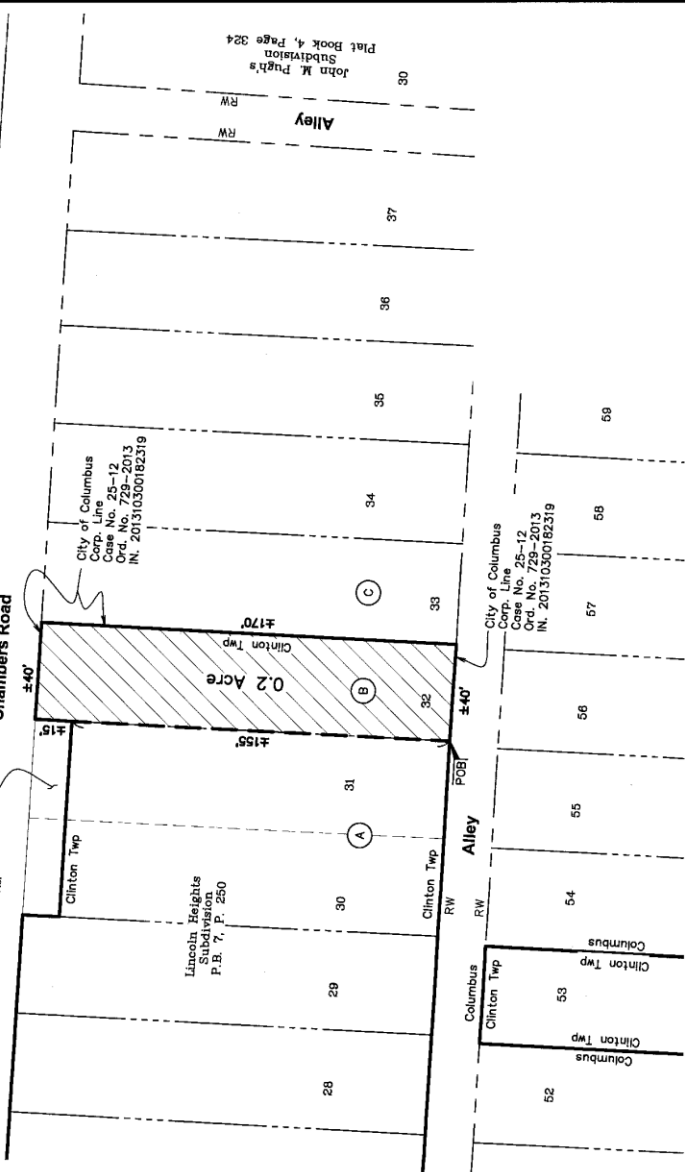 Chambers Road
±40'
±15'
±155'
±170'
Clinton Twp
0.2 Acre
B
32
±40'
POB
City of Columbus
Corp. Line
Case No. 25-12
Ord. No. 729-2013
IN. 201310300182319
City of Columbus
Corp. Line
Case No. 25-12
Ord. No. 729-2013
IN. 201310300182319
C
33
34
35
36
37
RW
Alley
RW
30
John M. Pugh's
Subdivision
Plat Book 4, Page 324
Clinton Twp
31
A
30
Lincoln Heights
Subdivision
P.B. 7, P. 250
29
28
Clinton Twp
RW
Alley
RW
Columbus
Clinton Twp
Columbus
Clinton Twp
53
Clinton Twp
Columbus
52
54
55
56
57
58
59